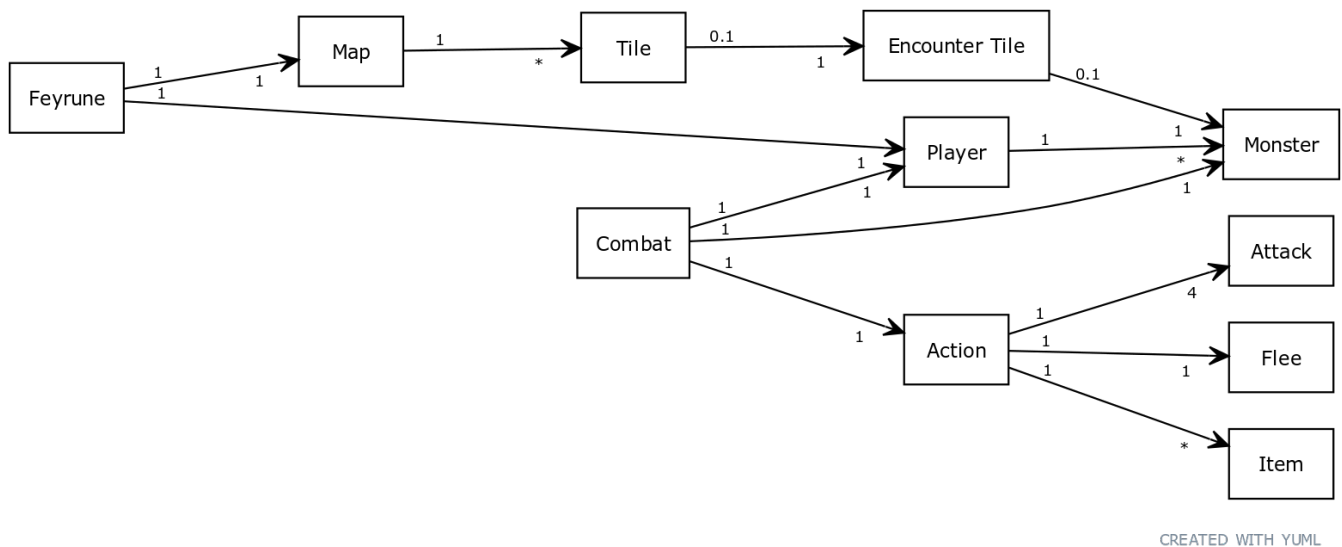 Feyrune
1
1
1
Map
1
*
Tile
0.1
1
Encounter Tile
0.1
1
Player
1
1
1
*
1
Monster
Combat
1
1
1
1
Action
1
4
1
1
1
*
Attack
Flee
Item
CREATED WITH YUML